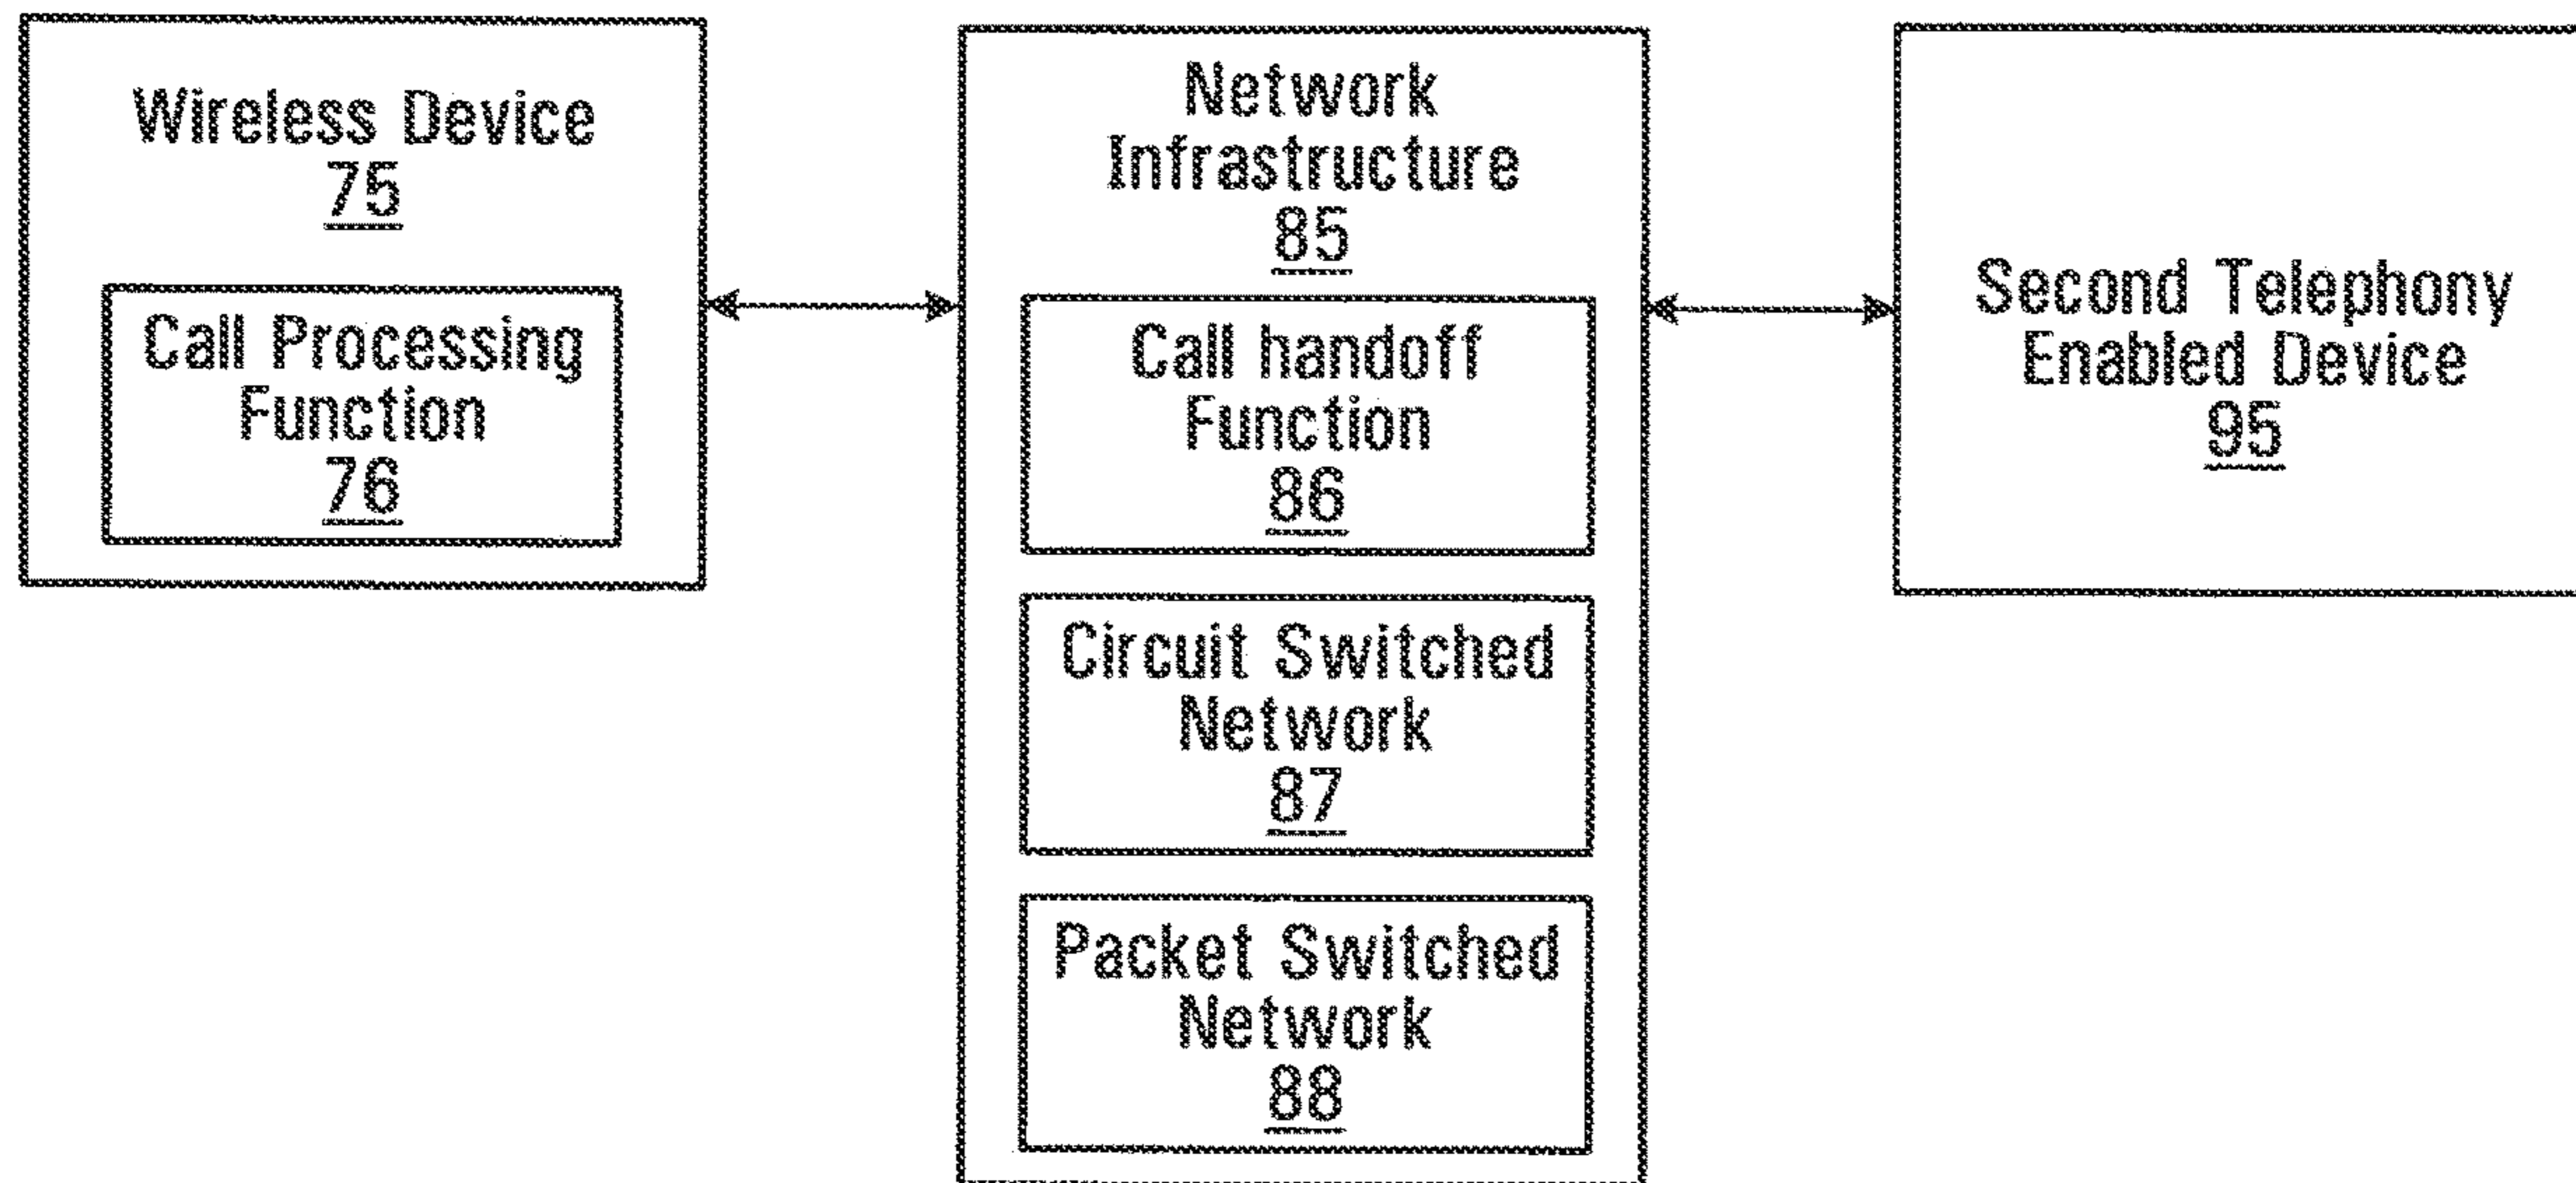 Wireless Device
75
Call Processing
Function
76
Network
Infrastructure
85
Call handoff
Function
86
Circuit Switched
Network
87
Packet Switched
Network
88
Second Telephony
Enabled Device
95